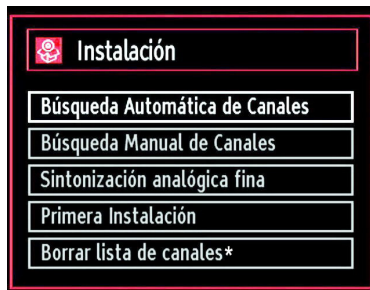 Instalación
Búsqueda Automática de Canales
Búsqueda Manual de Canales
Sintonización analógica fina
Primera Instalación
Borrar lista de canales*